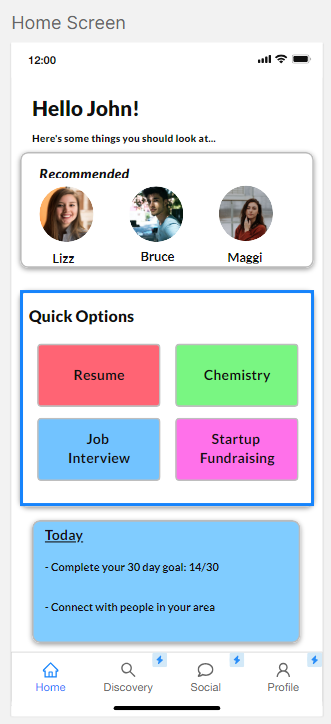 Home Screen
12:00
Hello John!
Here's some things you should look at...
Recommended
Lizz
Bruce
Maggi
Quick Options
Resume
Chemistry
Job
Interview
Startup
Fundraising
Today
- Complete your 30 day goal: 14/30
- Connect with people in your area
Home
Discovery
Social
Profile